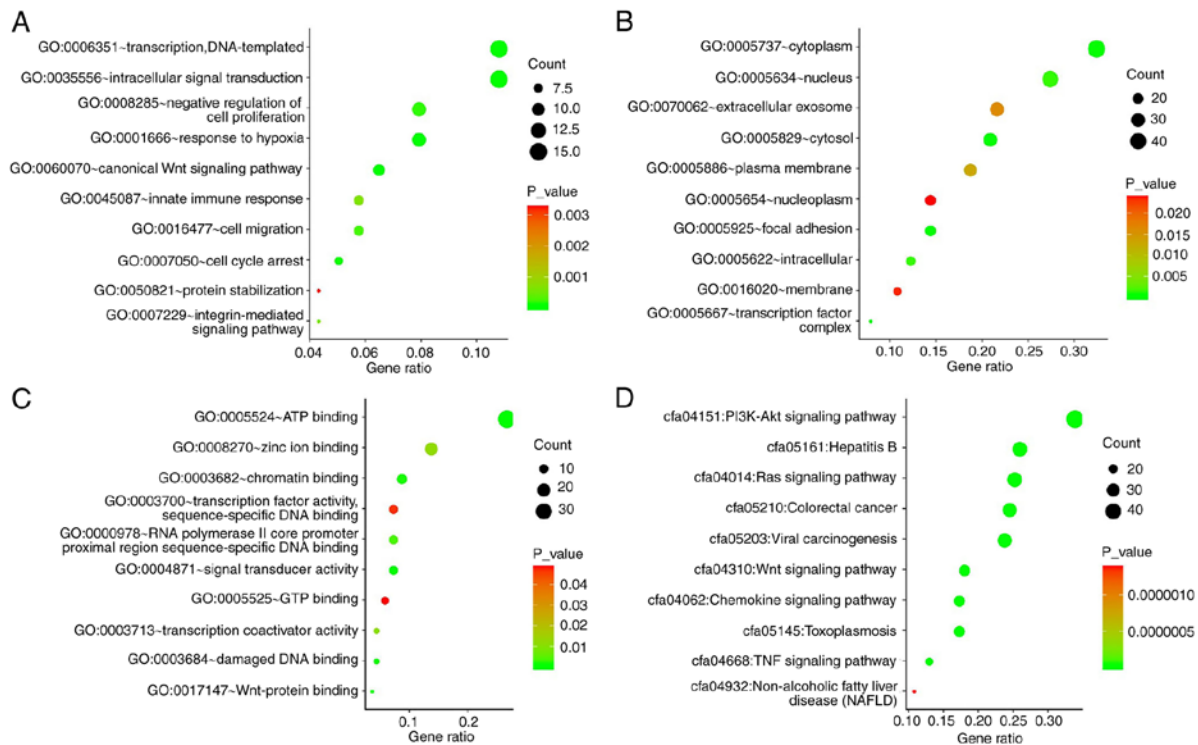 A
GO:0006351~transcription,DNA-templated
GO:0035556~intracellular signal transduction
GO:0008285~negative regulation of
cell proliferation
GO:0001666~response to hypoxia
GO:0060070~canonical Wnt signaling pathway
GO:0045087~innate immune response
GO:0016477~cell migration
GO:0007050~cell cycle arrest
GO:0050821~protein stabilization
GO:0007229~integrin-mediated
signaling pathway
0.04 0.06 0.08 0.10
Gene ratio
Count
7.5
10.0
12.5
15.0
P_value
0.003
0.002
0.001
B
GO:0005737~cytoplasm
GO:0005634~nucleus
GO:0070062~extracellular exosome
GO:0005829~cytosol
GO:0005886~plasma membrane
GO:0005654~nucleoplasm
GO:0005925~focal adhesion
GO:0005622~intracellular
GO:0016020~membrane
GO:0005667~transcription factor
complex
0.10 0.15 0.20 0.25 0.30
Gene ratio
Count
20
30
40
P_value
0.020
0.015
0.010
0.005
C
GO:0005524~ATP binding
GO:0008270~zinc ion binding
GO:0003682~chromatin binding
GO:0003700~transcription factor activity,
sequence-specific DNA binding
GO:0000978~RNA polymerase II core promoter
proximal region sequence-specific DNA binding
GO:0004871~signal transducer activity
GO:0005525~GTP binding
GO:0003713~transcription coactivator activity
GO:0003684~damaged DNA binding
GO:0017147~Wnt-protein binding
0.1 0.2
Gene ratio
Count
10
20
30
P_value
0.04
0.03
0.02
0.01
D
cfa04151:PI3K-Akt signaling pathway
cfa05161:Hepatitis B
cfa04014:Ras signaling pathway
cfa05210:Colorectal cancer
cfa05203:Viral carcinogenesis
cfa04310:Wnt signaling pathway
cfa04062:Chemokine signaling pathway
cfa05145:Toxoplasmosis
cfa04668:TNF signaling pathway
cfa04932:Non-alcoholic fatty liver
disease (NAFLD)
0.10 0.15 0.20 0.25 0.30
Gene ratio
Count
20
30
40
P_value
0.0000010
0.0000005